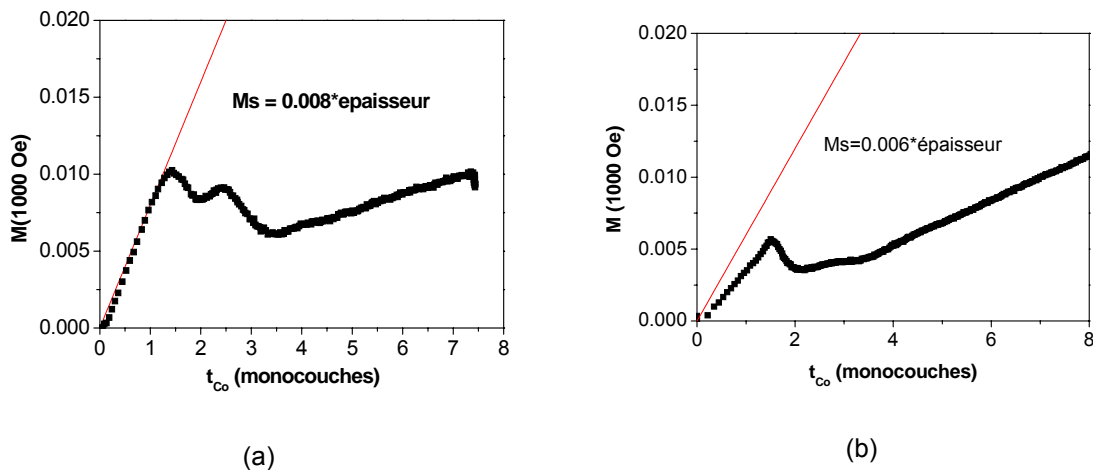 0.020
0.015
0.010
0.005
0.000
M(1000 Oe)
Ms = 0.008*epaisseur
0 1 2 3 4 5 6 7 8
t_Co (monocouches)
(a)
0.020
0.015
0.010
0.005
0.000
M (1000 Oe)
Ms=0.006*épaisseur
0 2 4 6 8
t_Co (monocouches)
(b)